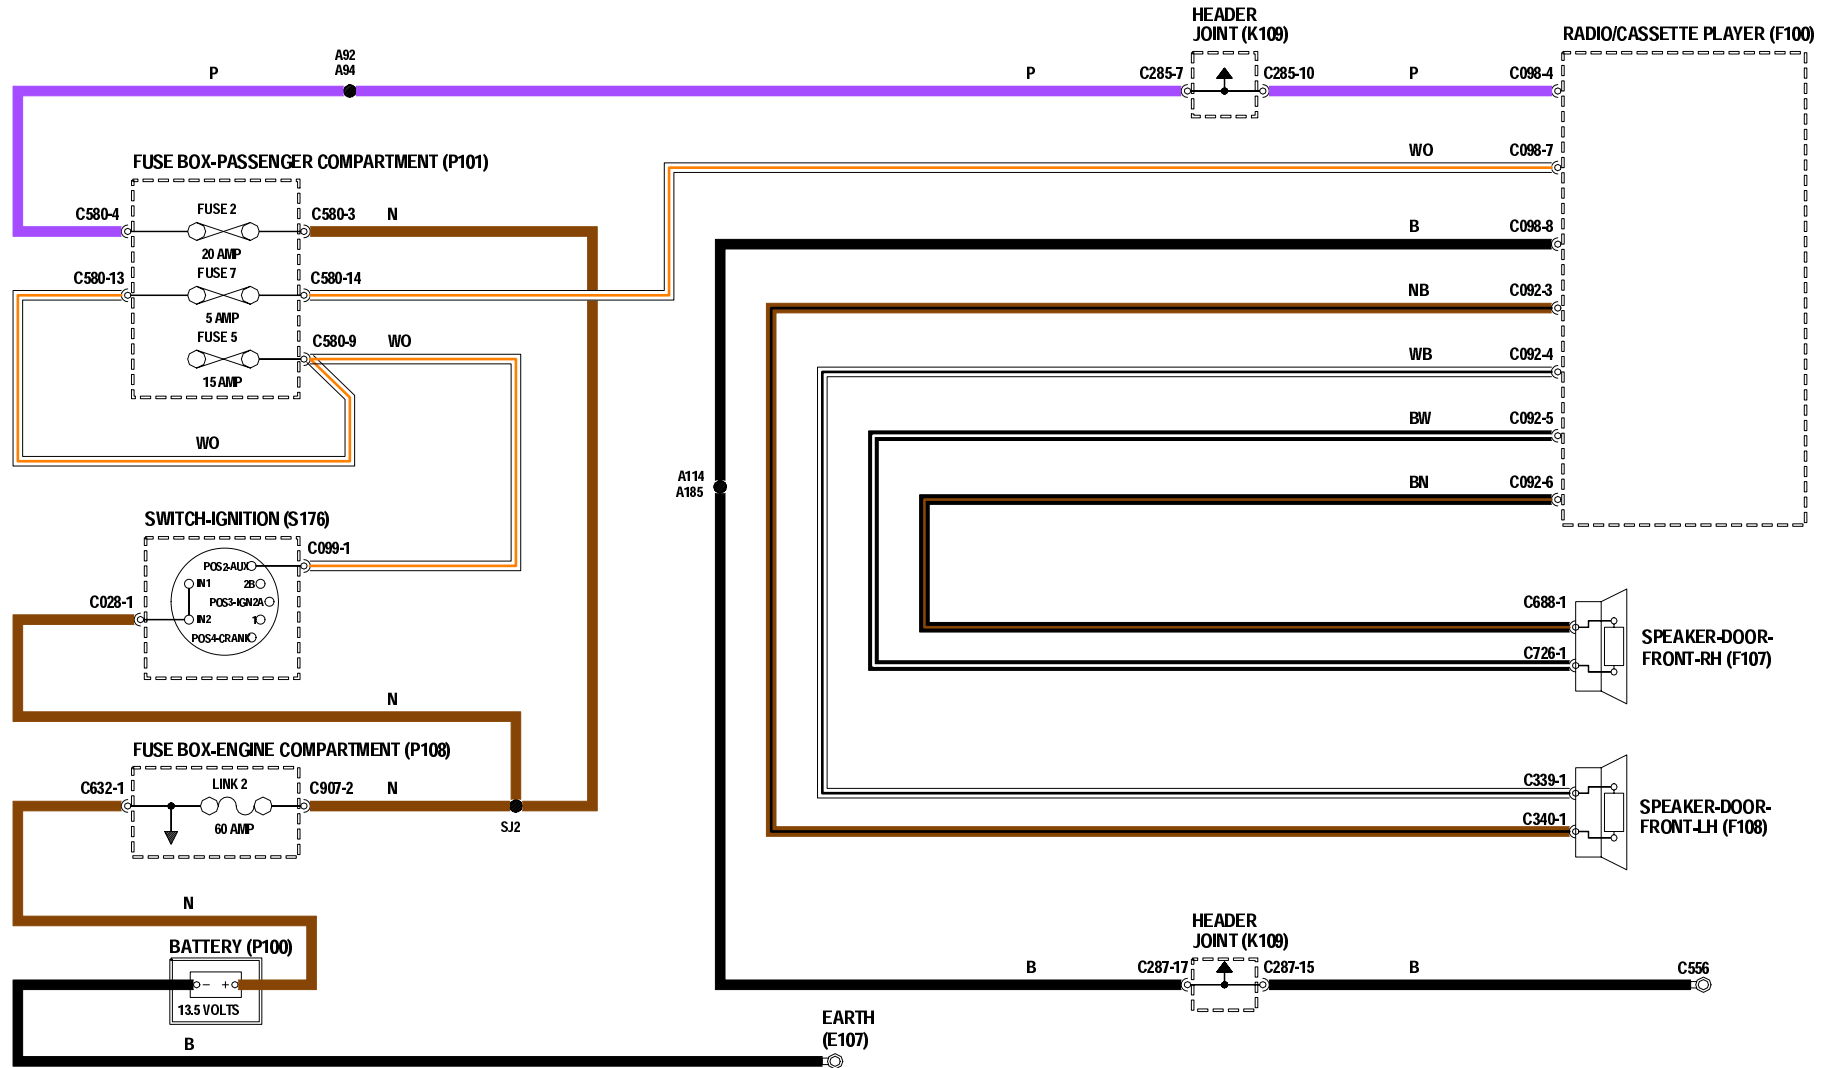 HEADER
JOINT (K109)
RADIO/CASSETTE PLAYER (F100)
A92
A94
P
P
C285-7
C285-10
P
C098-4
FUSE BOX-PASSENGER COMPARTMENT (P101)
WO
C098-7
C580-4
FUSE 2
C580-3
N
B
C098-8
20 AMP
C580-13
FUSE 7
C580-14
NB
C092-3
5 AMP
FUSE 5
C580-9
WO
WB
C092-4
15 AMP
BW
C092-5
WO
A114
A185
BN
C092-6
SWITCH-IGNITION (S176)
C099-1
POS2-AUX
IN1
2B
C028-1
POS3-IGN2A
IN2
1
POS4-CRANK
C688-1
SPEAKER-DOOR-
FRONT-RH (F107)
C726-1
N
FUSE BOX-ENGINE COMPARTMENT (P108)
C632-1
LINK 2
C907-2
N
60 AMP
SJ2
C339-1
SPEAKER-DOOR-
FRONT-LH (F108)
C340-1
N
BATTERY (P100)
- +
13.5 VOLTS
B
HEADER
JOINT (K109)
B
C287-17
C287-15
B
C556
EARTH
(E107)